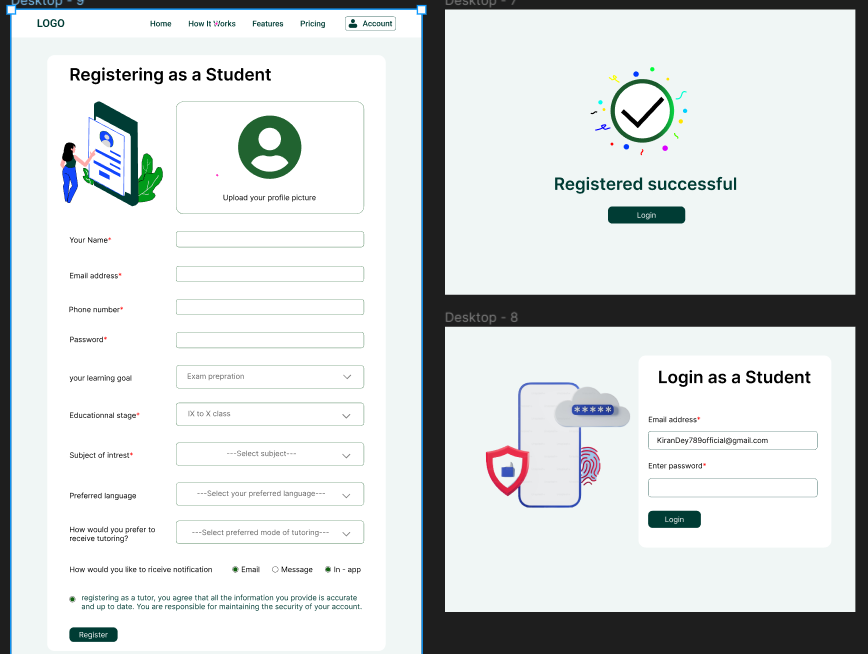 Desktop - 9
LOGO
Home How It Works Features Pricing Account
Registering as a Student
Upload your profile picture
Your Name*
Email address*
Phone number*
Password*
your learning goal Exam prepration
Educationnal stage* IX to X class
Subject of intrest* ---Select subject---
Preferred language ---Select your preferred language---
How would you prefer to
receive tutoring? ---Select preferred mode of tutoring---
How would you like to riceive notification Email Message In - app
registering as a tutor, you agree that all the information you provide is accurate
and up to date. You are responsible for maintaining the security of your account.
Register
Desktop - 7
Registered successful
Login
Desktop - 8
*****
Login as a Student
Email address*
KiranDey789official@gmail.com
Enter password*
Login